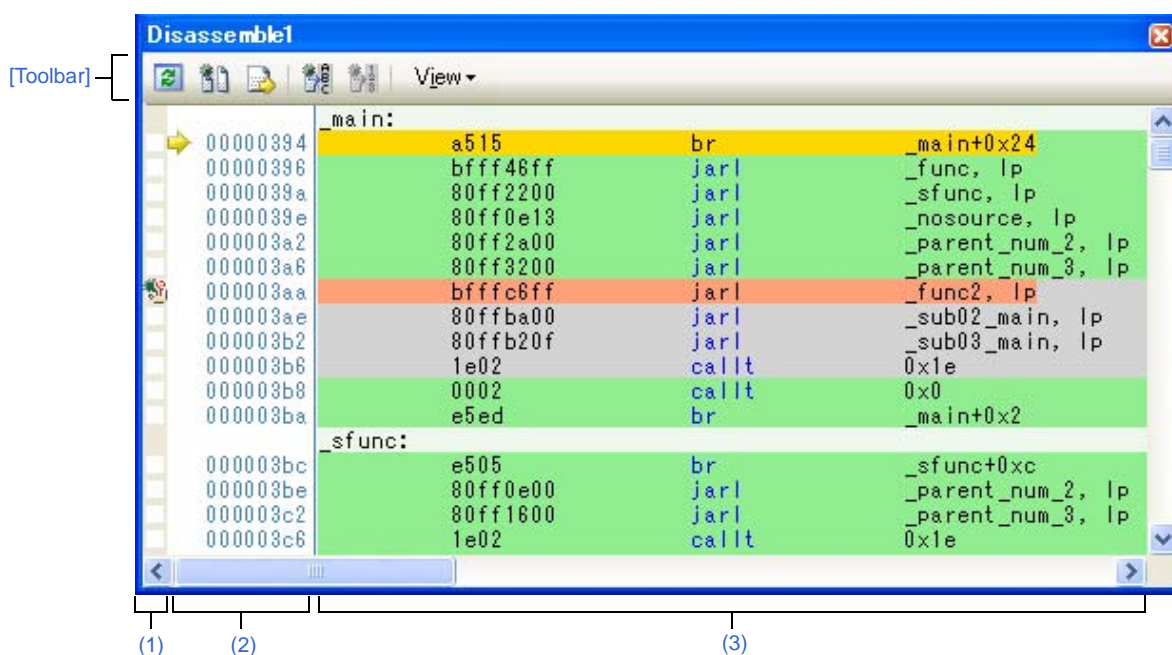 Disassemble1
[Toolbar]
View
_main:
00000394 a515 br _main+0x24
00000396 bfff46ff jarl _func, lp
0000039a 80ff2200 jarl _sfunc, lp
0000039e 80ff0e13 jarl _nosource, lp
000003a2 80ff2a00 jarl _parent_num_2, lp
000003a6 80ff3200 jarl _parent_num_3, lp
000003aa bfffc6ff jarl _func2, lp
000003ae 80ffba00 jarl _sub02_main, lp
000003b2 80ffb20f jarl _sub03_main, lp
000003b6 1e02 callt 0x1e
000003b8 0002 callt 0x0
000003ba e5ed br _main+0x2
_sfunc:
000003bc e505 br _sfunc+0xc
000003be 80ff0e00 jarl _parent_num_2, lp
000003c2 80ff1600 jarl _parent_num_3, lp
000003c6 1e02 callt 0x1e
(1) (2) (3)